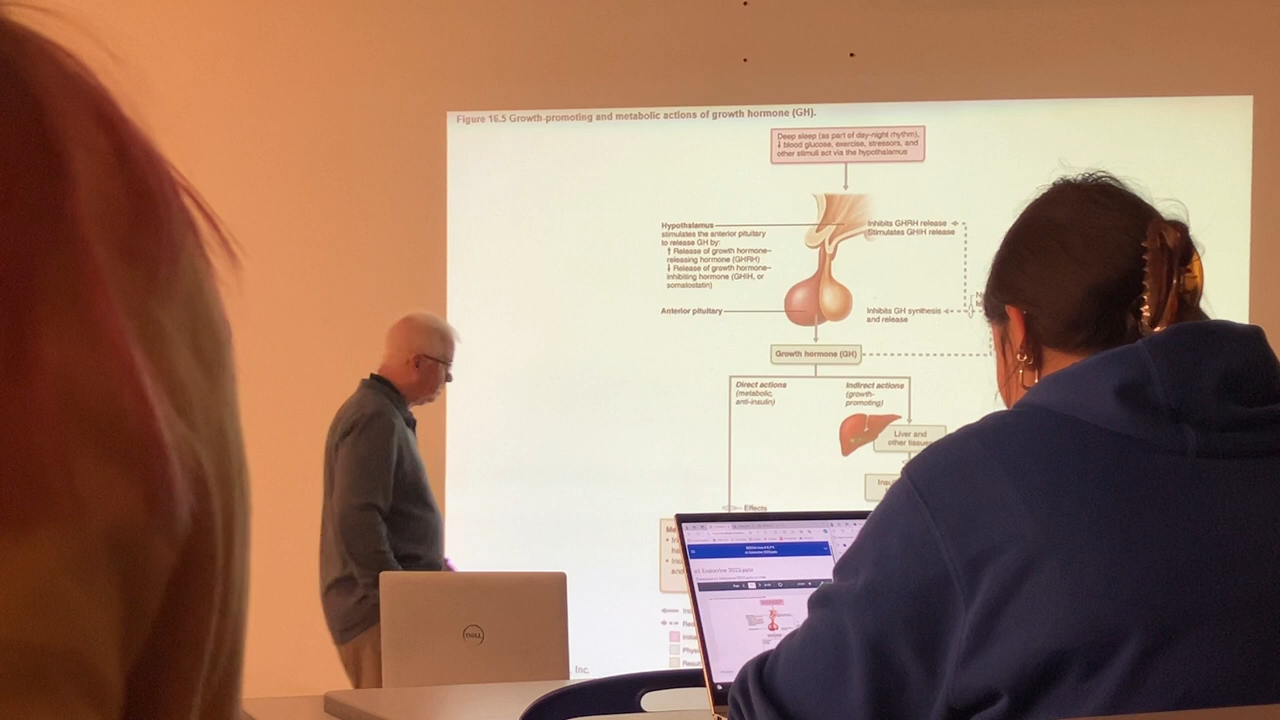 Figure 16.5 Growth-promoting and metabolic actions of growth hormone (GH).
Deep sleep (as part of day-night rhythm),
↓ blood glucose, exercise, stressors, and
other stimuli act via the hypothalamus
Hypothalamus
stimulates the anterior pituitary
to release GH by:
↑ Release of growth hormone–
releasing hormone (GHRH)
↓ Release of growth hormone–
inhibiting hormone (GHIH, or
somatostatin)
Inhibits GHRH release
Stimulates GHIH release
Anterior pituitary
Inhibits GH synthesis
and release
Growth hormone (GH)
Direct actions
(metabolic,
anti-insulin)
Indirect actions
(growth-
promoting)
Liver and
other tissues
Effects
Inc.
DELL
Endocrine 2023.pptx